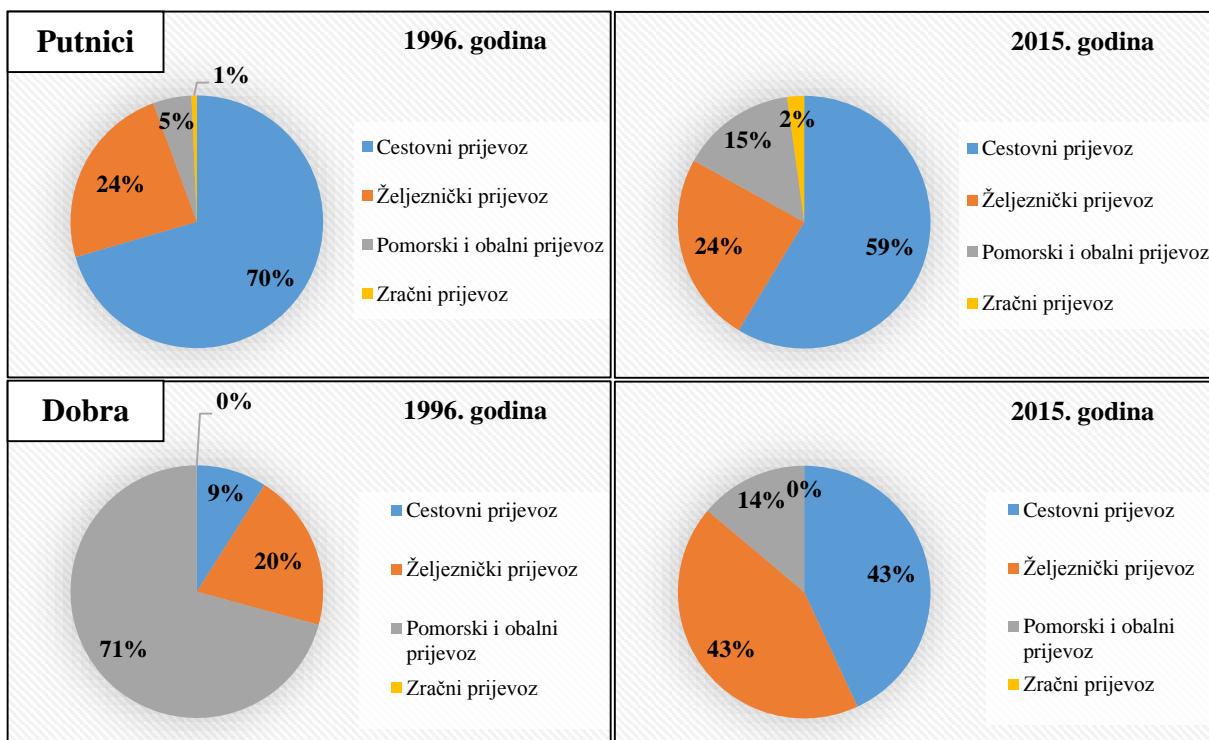 Putnici
1996. godina
1%
5%
24%
70%
Cestovni prijevoz
Željeznički prijevoz
Pomorski i obalni prijevoz
Zračni prijevoz
2015. godina
2%
15%
24%
59%
Cestovni prijevoz
Željeznički prijevoz
Pomorski i obalni prijevoz
Zračni prijevoz
Dobra
1996. godina
0%
9%
20%
71%
Cestovni prijevoz
Željeznički prijevoz
Pomorski i obalni
prijevoz
Zračni prijevoz
2015. godina
0%
14%
43%
43%
Cestovni prijevoz
Željeznički prijevoz
Pomorski i obalni
prijevoz
Zračni prijevoz